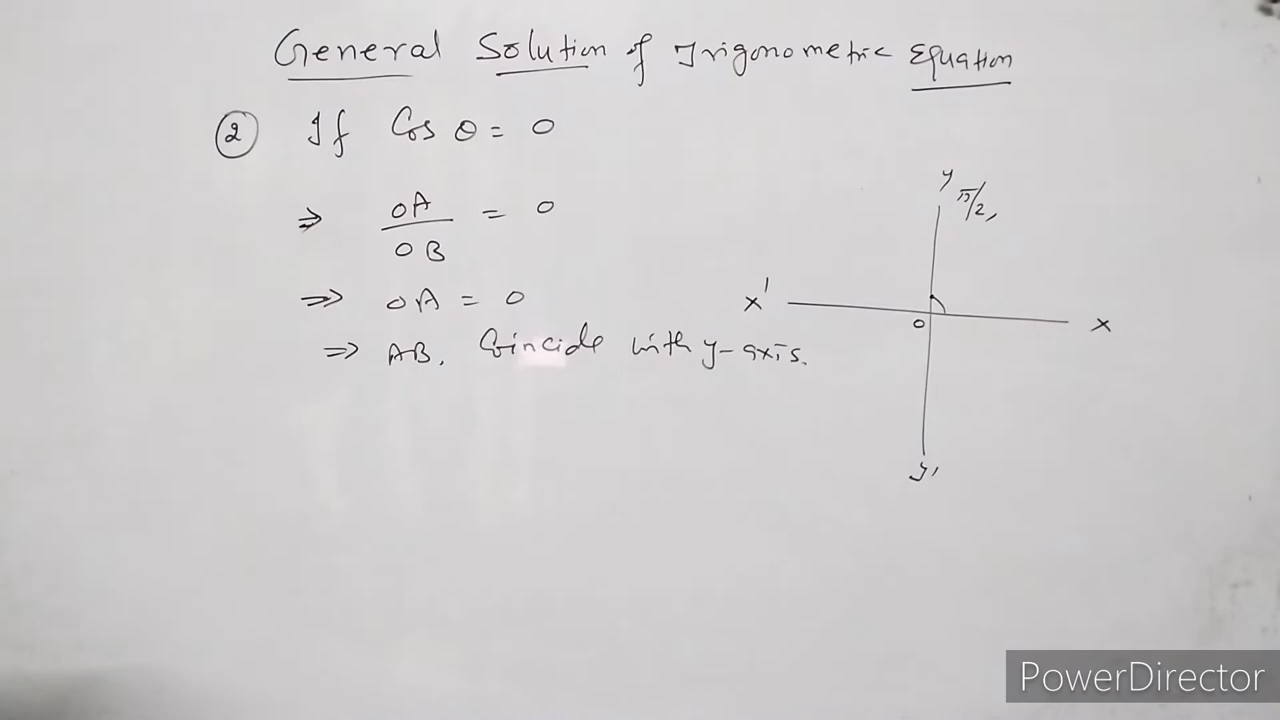 General Solution of Trigonometric Equation
② If Cos θ = 0
⇒ OA / OB = 0
⇒ OA = 0
⇒ AB. Coincide with y-axis.
y π/2,
x' O x
y'
PowerDirector